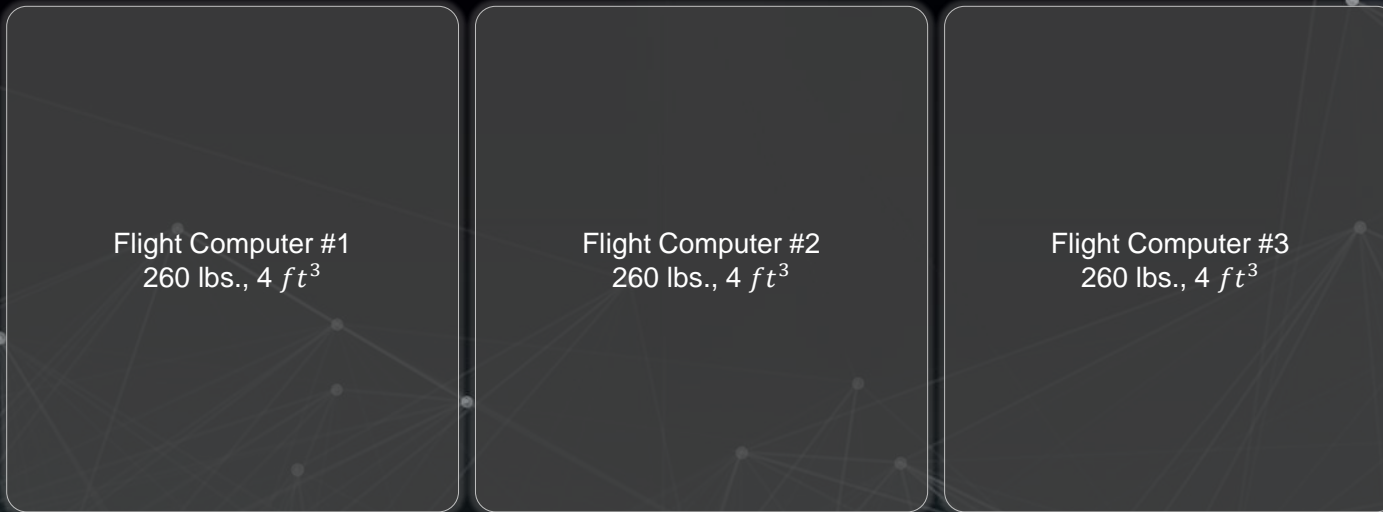 Flight Computer #1
260 lbs., 4 ft³
Flight Computer #2
260 lbs., 4 ft³
Flight Computer #3
260 lbs., 4 ft³